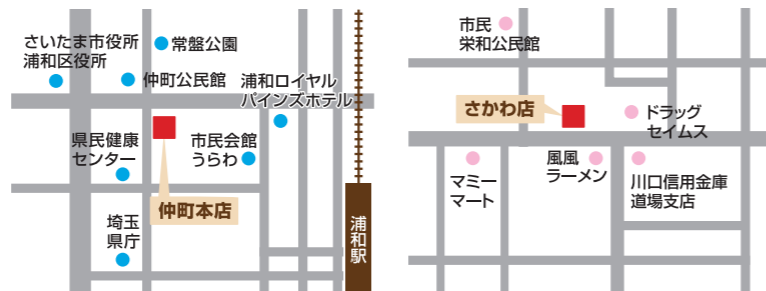 さいたま市役所
浦和区役所
常盤公園
仲町公民館
浦和ロイヤル
パインズホテル
県民健康
センター
市民会館
うらわ
仲町本店
埼玉
県庁
浦和駅
市民
栄和公民館
さかわ店
ドラッグ
セイムス
マミー
マート
風風
ラーメン
川口信用金庫
道場支店